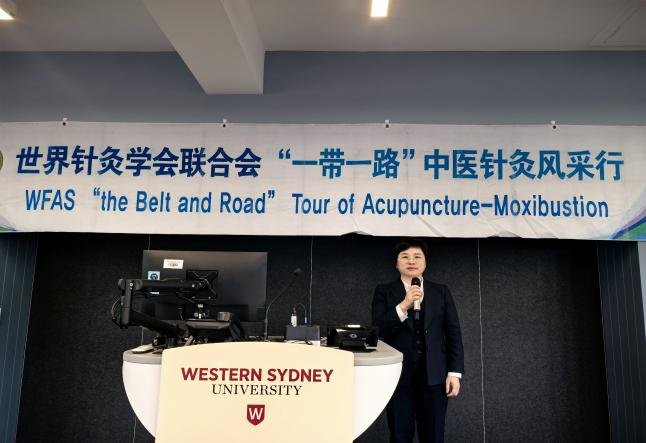 世界针灸学会联合会 “一带一路” 中医针灸风采行
WFAS “the Belt and Road” Tour of Acupuncture-Moxibustion
WESTERN SYDNEY
UNIVERSITY
W